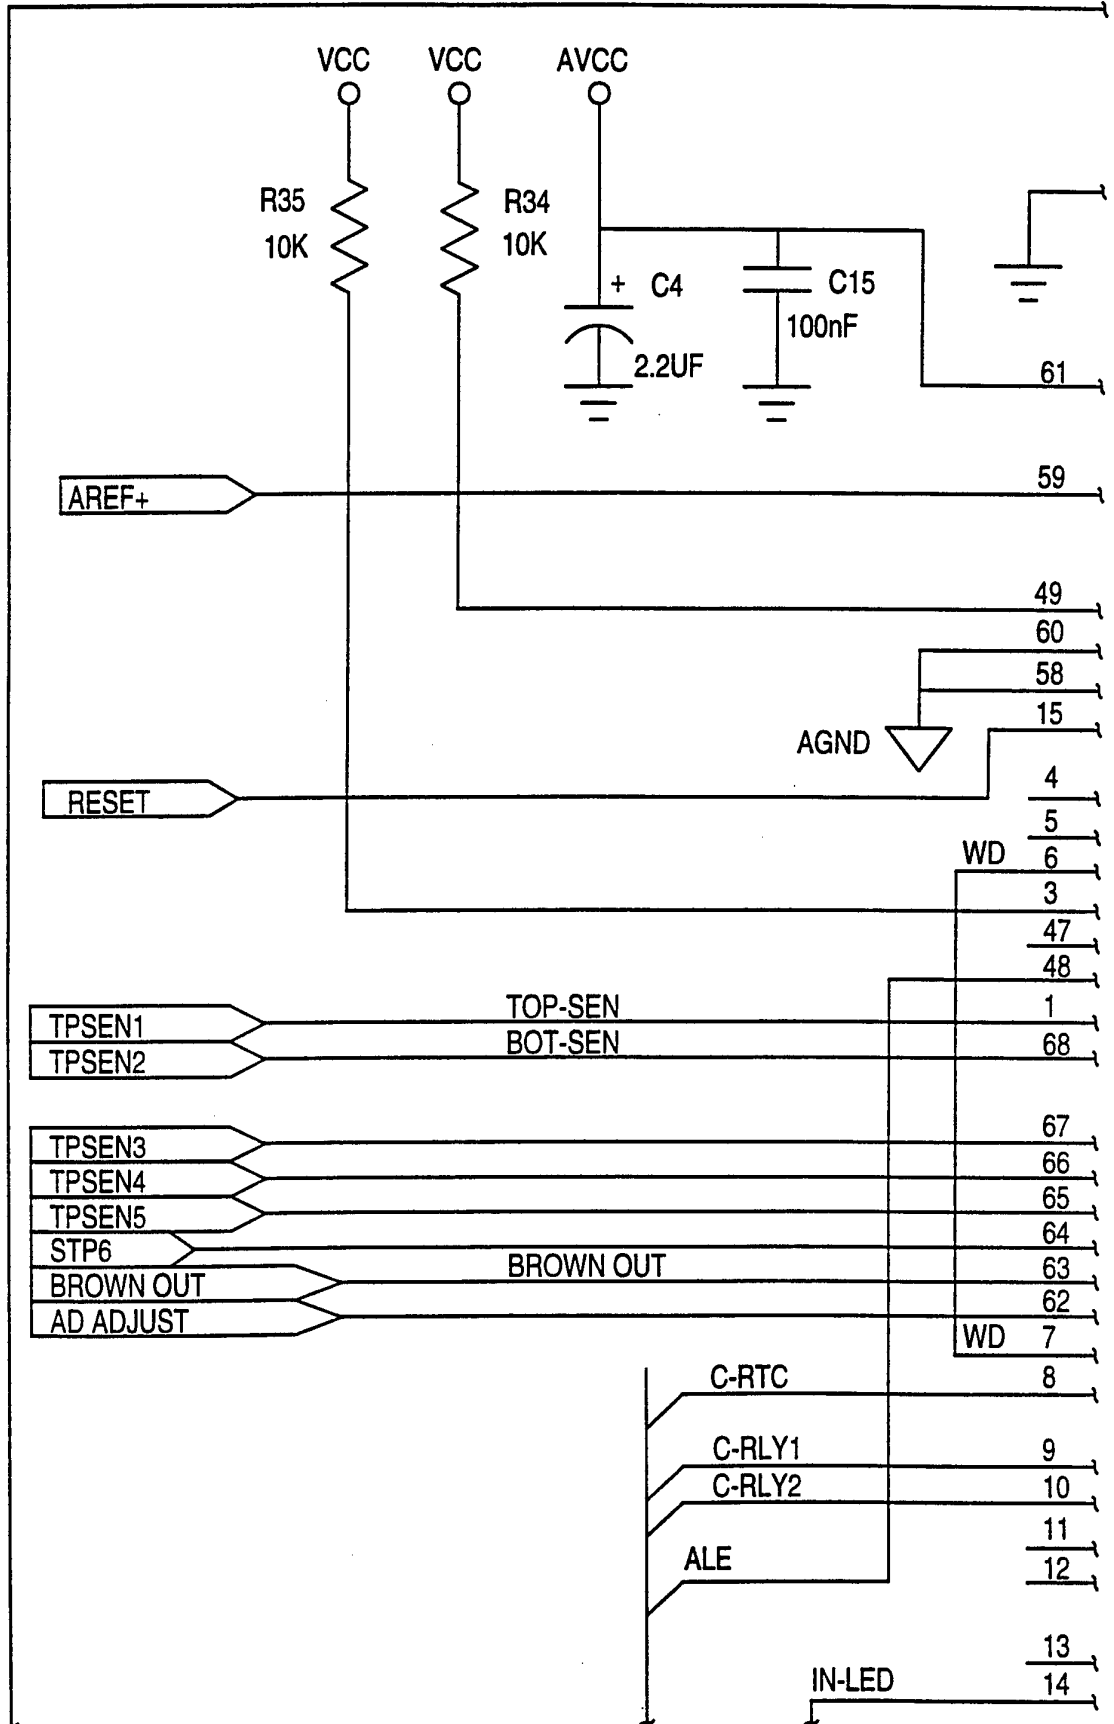 VCC VCC AVCC
R35
10K
R34
10K
+ C4
2.2UF
C15
100nF
61
AREF+ 59
49
60
58
AGND
15
RESET
4
5
WD 6
3
47
48
TPSEN1 TOP-SEN 1
TPSEN2 BOT-SEN 68
TPSEN3 67
TPSEN4 66
TPSEN5 65
STP6 64
BROWN OUT BROWN OUT 63
AD ADJUST 62
WD 7
C-RTC 8
C-RLY1 9
C-RLY2 10
11
ALE 12
13
IN-LED 14